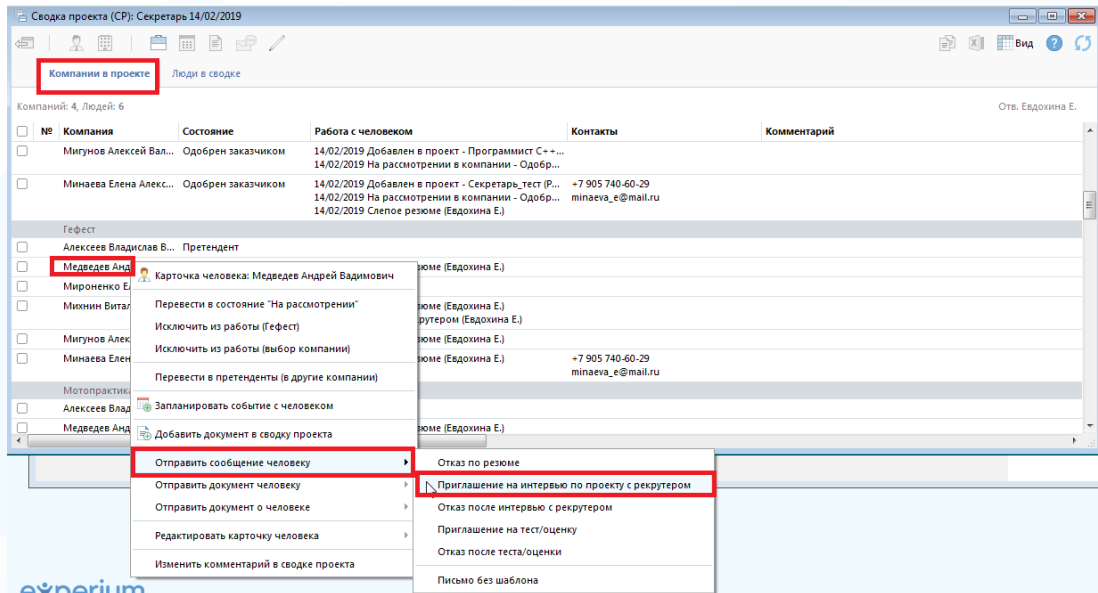 Сводка проекта (СР): Секретарь 14/02/2019
Вид
Компании в проекте Люди в сводке
Компаний: 4, Людей: 6 Отв. Евдохина Е.
№ Компания Состояние Работа с человеком Контакты Комментарий
Мигунов Алексей Вал... Одобрен заказчиком 14/02/2019 Добавлен в проект - Программист С++...
14/02/2019 На рассмотрении в компании - Одобр...
Минаева Елена Алекс... Одобрен заказчиком 14/02/2019 Добавлен в проект - Секретарь_тест (Р... +7 905 740-60-29
14/02/2019 На рассмотрении в компании - Одобр... minaeva_e@mail.ru
14/02/2019 Слепое резюме (Евдохина Е.)
Гефест
Алексеев Владислав В... Претендент
Медведев Анд зюме (Евдохина Е.)
Мироненко Е
Михнин Витал зюме (Евдохина Е.)
рутером (Евдохина Е.)
Мигунов Алек зюме (Евдохина Е.)
Минаева Елен зюме (Евдохина Е.) +7 905 740-60-29
minaeva_e@mail.ru
Мотопрактик
Алексеев Влад
Медведев Анд зюме (Евдохина Е.)
Карточка человека: Медведев Андрей Вадимович
Перевести в состояние "На рассмотрении"
Исключить из работы (Гефест)
Исключить из работы (выбор компании)
Перевести в претенденты (в другие компании)
Запланировать событие с человеком
Добавить документ в сводку проекта
Отправить сообщение человеку
Отправить документ человеку
Отправить документ о человеке
Редактировать карточку человека
Изменить комментарий в сводке проекта
Отказ по резюме
Приглашение на интервью по проекту с рекрутером
Отказ после интервью с рекрутером
Приглашение на тест/оценку
Отказ после теста/оценки
Письмо без шаблона
experium